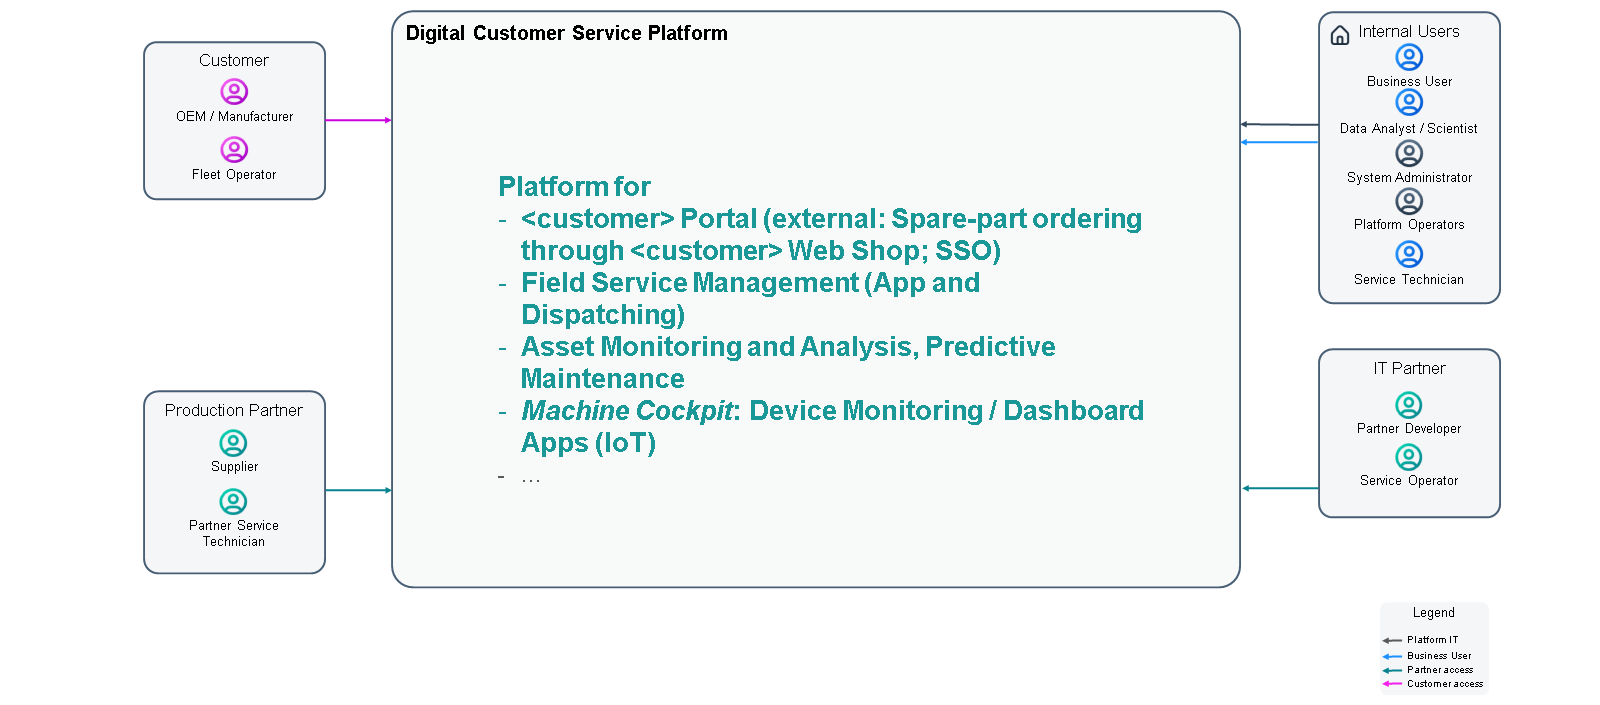 Digital Customer Service Platform
Customer
OEM / Manufacturer
Fleet Operator
Production Partner
Supplier
Partner Service
Technician
Platform for
- <customer> Portal (external: Spare-part ordering
through <customer> Web Shop; SSO)
- Field Service Management (App and
Dispatching)
- Asset Monitoring and Analysis, Predictive
Maintenance
- Machine Cockpit: Device Monitoring / Dashboard
Apps (IoT)
- ...
Internal Users
Business User
Data Analyst / Scientist
System Administrator
Platform Operators
Service Technician
IT Partner
Partner Developer
Service Operator
Legend
Platform IT
Business User
Partner access
Customer access